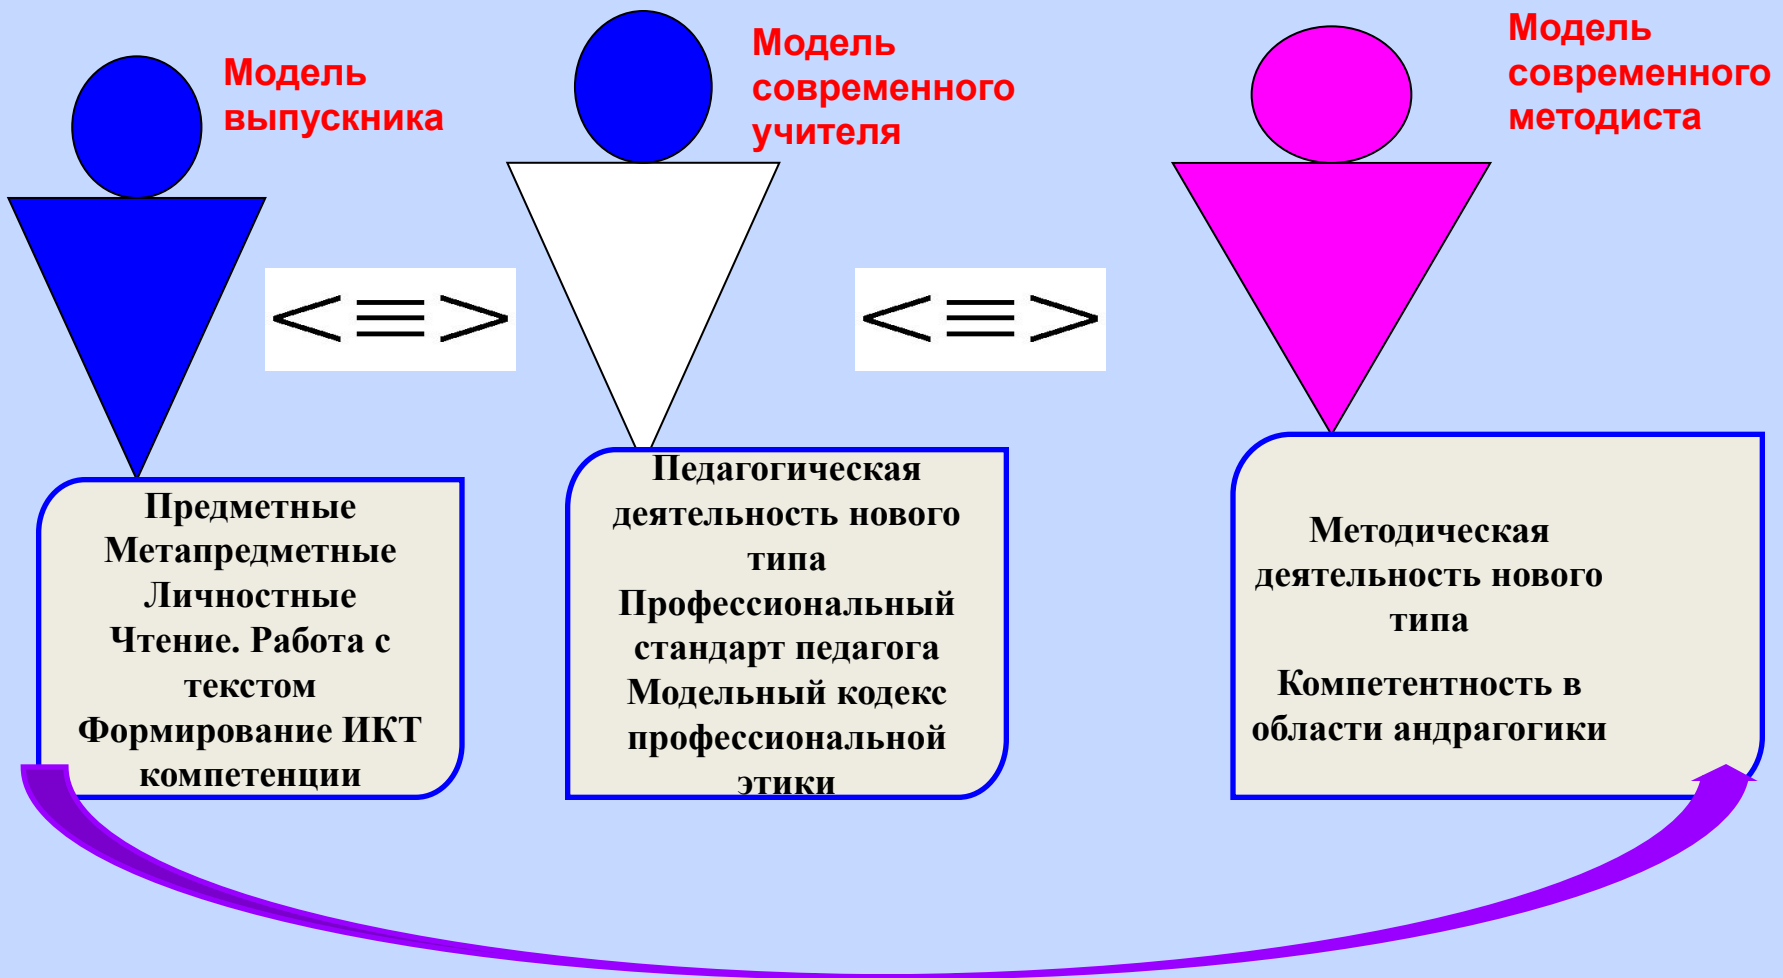 Модель
выпускника
Модель
современного
учителя
Модель
современного
методиста
<≡>
<≡>
Предметные
Метапредметные
Личностные
Чтение. Работа с
текстом
Формирование ИКТ
компетенции
Педагогическая
деятельность нового
типа
Профессиональный
стандарт педагога
Модельный кодекс
профессиональной
этики
Методическая
деятельность нового
типа
Компетентность в
области андрагогики